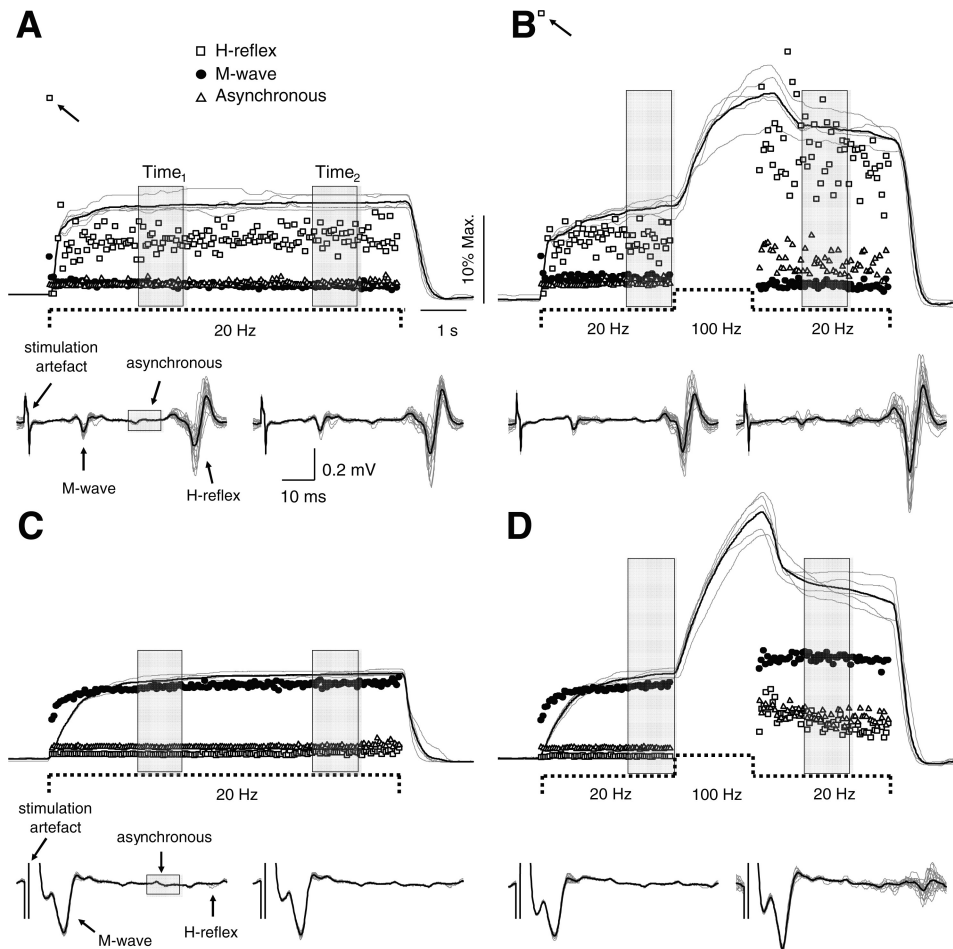 A
B
H-reflex
M-wave
Asynchronous
Time1
Time2
10% Max.
20 Hz
1 s
20 Hz
100 Hz
20 Hz
stimulation
artefact
asynchronous
M-wave
H-reflex
0.2 mV
10 ms
C
D
20 Hz
20 Hz
100 Hz
20 Hz
stimulation
artefact
asynchronous
M-wave
H-reflex